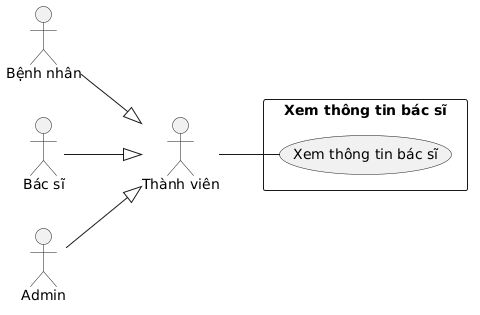 Bệnh nhân
Bác sĩ
Admin
Thành viên
Xem thông tin bác sĩ
Xem thông tin bác sĩ